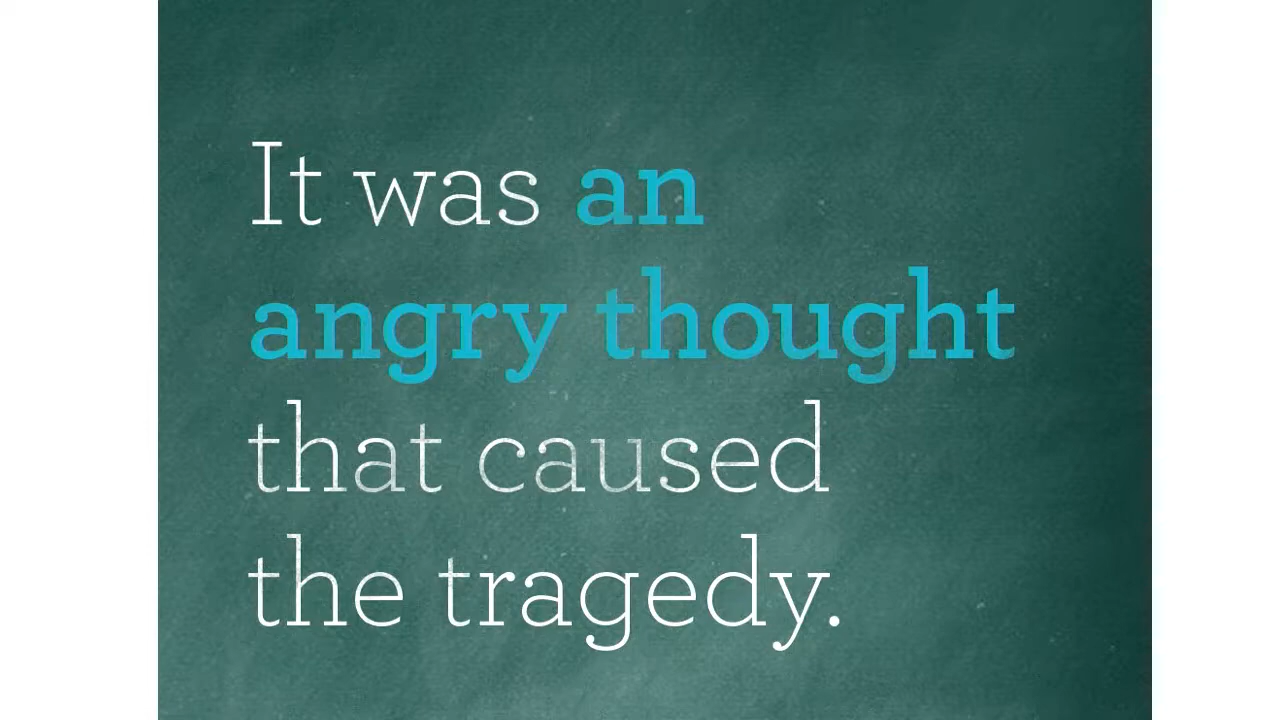 It was an
angry thought
that caused
the tragedy.